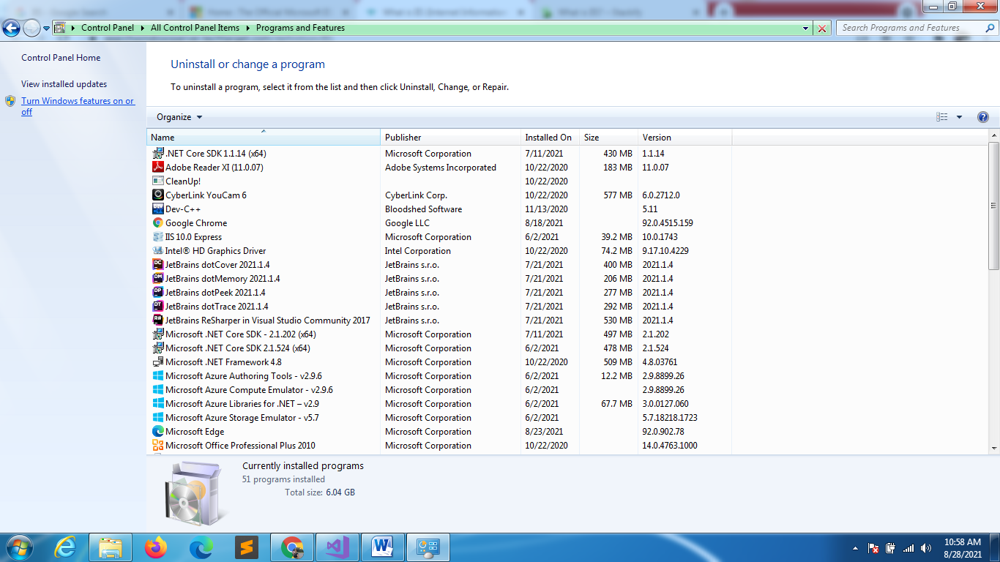 Control Panel All Control Panel Items Programs and Features
Search Programs and Features
Control Panel Home
View installed updates
Turn Windows features on or
off
Uninstall or change a program
To uninstall a program, select it from the list and then click Uninstall, Change, or Repair.
Organize
Name Publisher Installed On Size Version
.NET Core SDK 1.1.14 (x64) Microsoft Corporation 7/11/2021 430 MB 1.1.14
Adobe Reader XI (11.0.07) Adobe Systems Incorporated 10/22/2020 183 MB 11.0.07
CleanUp! 10/22/2020
CyberLink YouCam 6 CyberLink Corp. 10/22/2020 577 MB 6.0.2712.0
Dev-C++ Bloodshed Software 11/13/2020 5.11
Google Chrome Google LLC 8/18/2021 92.0.4515.159
IIS 10.0 Express Microsoft Corporation 6/2/2021 39.2 MB 10.0.1743
Intel® HD Graphics Driver Intel Corporation 10/22/2020 74.2 MB 9.17.10.4229
JetBrains dotCover 2021.1.4 JetBrains s.r.o. 7/21/2021 400 MB 2021.1.4
JetBrains dotMemory 2021.1.4 JetBrains s.r.o. 7/21/2021 206 MB 2021.1.4
JetBrains dotPeek 2021.1.4 JetBrains s.r.o. 7/21/2021 277 MB 2021.1.4
JetBrains dotTrace 2021.1.4 JetBrains s.r.o. 7/21/2021 292 MB 2021.1.4
JetBrains ReSharper in Visual Studio Community 2017 JetBrains s.r.o. 7/21/2021 530 MB 2021.1.4
Microsoft .NET Core SDK - 2.1.202 (x64) Microsoft Corporation 7/11/2021 497 MB 2.1.202
Microsoft .NET Core SDK 2.1.524 (x64) Microsoft Corporation 6/2/2021 478 MB 2.1.524
Microsoft .NET Framework 4.8 Microsoft Corporation 10/22/2020 509 MB 4.8.03761
Microsoft Azure Authoring Tools - v2.9.6 Microsoft Corporation 6/2/2021 12.2 MB 2.9.8899.26
Microsoft Azure Compute Emulator - v2.9.6 Microsoft Corporation 6/2/2021 2.9.8899.26
Microsoft Azure Libraries for .NET – v2.9 Microsoft Corporation 6/2/2021 67.7 MB 3.0.0127.060
Microsoft Azure Storage Emulator - v5.7 Microsoft Corporation 6/2/2021 5.7.18218.1723
Microsoft Edge Microsoft Corporation 8/23/2021 92.0.902.78
Microsoft Office Professional Plus 2010 Microsoft Corporation 10/22/2020 14.0.4763.1000
Currently installed programs
51 programs installed
Total size: 6.04 GB
10:58 AM
8/28/2021